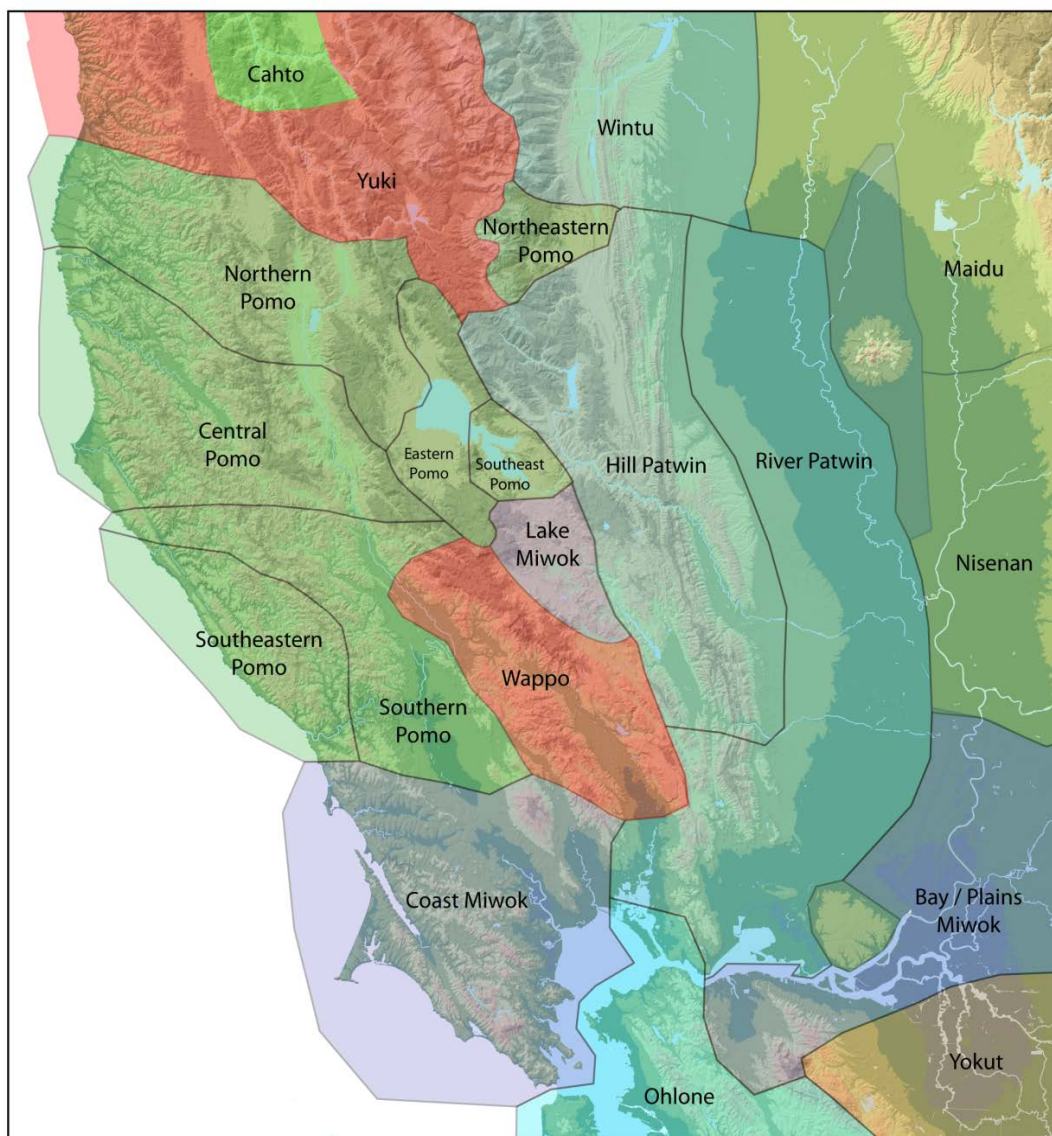 Cahto
Wintu
Yuki
Northeastern
Pomo
Northern
Pomo
Maidu
Central
Pomo
Eastern
Pomo
Southeast
Pomo
Hill Patwin
River Patwin
Lake
Miwok
Nisenan
Southeastern
Pomo
Wappo
Southern
Pomo
Coast Miwok
Bay / Plains
Miwok
Yokut
Ohlone